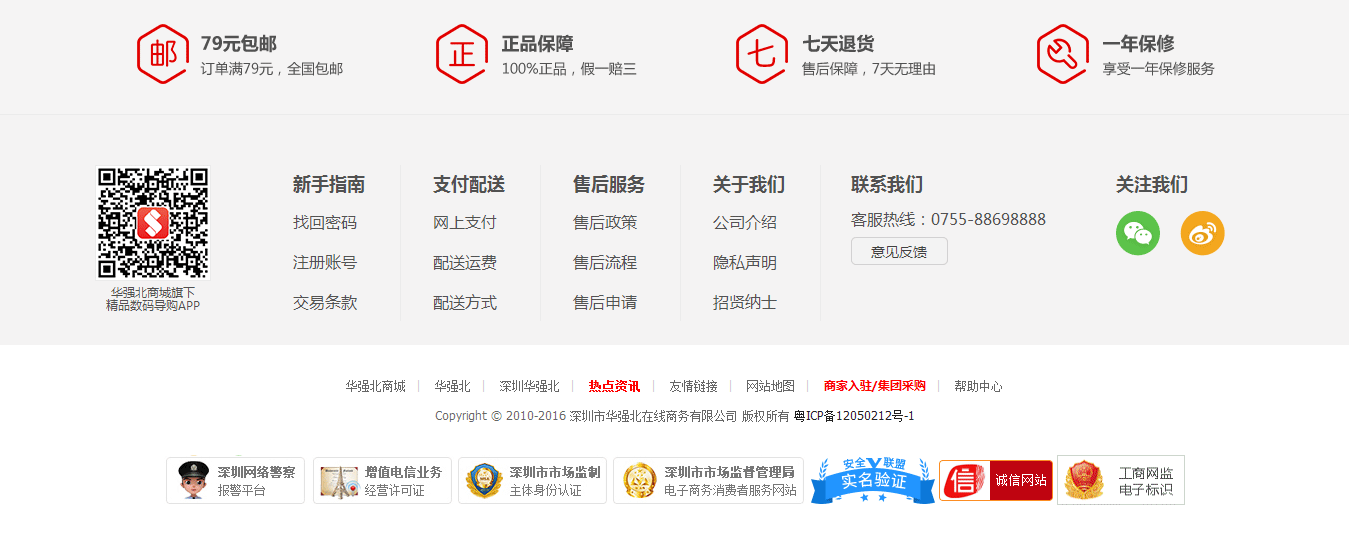 邮
79元包邮
订单满79元，全国包邮
正
正品保障
100%正品，假一赔三
七
七天退货
售后保障，7天无理由
一年保修
享受一年保修服务
华强北商城旗下
精品数码导购APP
新手指南
找回密码
注册账号
交易条款
支付配送
网上支付
配送运费
配送方式
售后服务
售后政策
售后流程
售后申请
关于我们
公司介绍
隐私声明
招贤纳士
联系我们
客服热线：0755-88698888
意见反馈
关注我们
华强北商城 | 华强北 | 深圳华强北 | 热点资讯 | 友情链接 | 网站地图 | 商家入驻/集团采购 | 帮助中心
Copyright © 2010-2016 深圳市华强北在线商务有限公司 版权所有 粤ICP备12050212号-1
深圳网络警察
报警平台
增值电信业务
经营许可证
深圳市市场监制
主体身份认证
深圳市市场监督管理局
电子商务消费者服务网站
安全联盟
实名验证
信
诚信网站
工商网监
电子标识